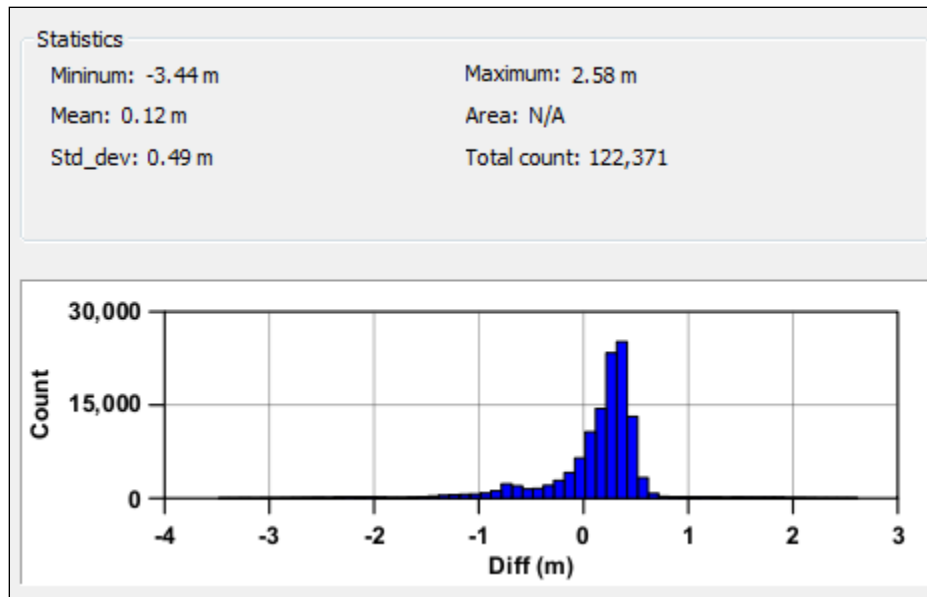 Statistics
Mininum: -3.44 m
Maximum: 2.58 m
Mean: 0.12 m
Area: N/A
Std_dev: 0.49 m
Total count: 122,371
30,000
15,000
0
Count
-4 -3 -2 -1 0 1 2 3
Diff (m)